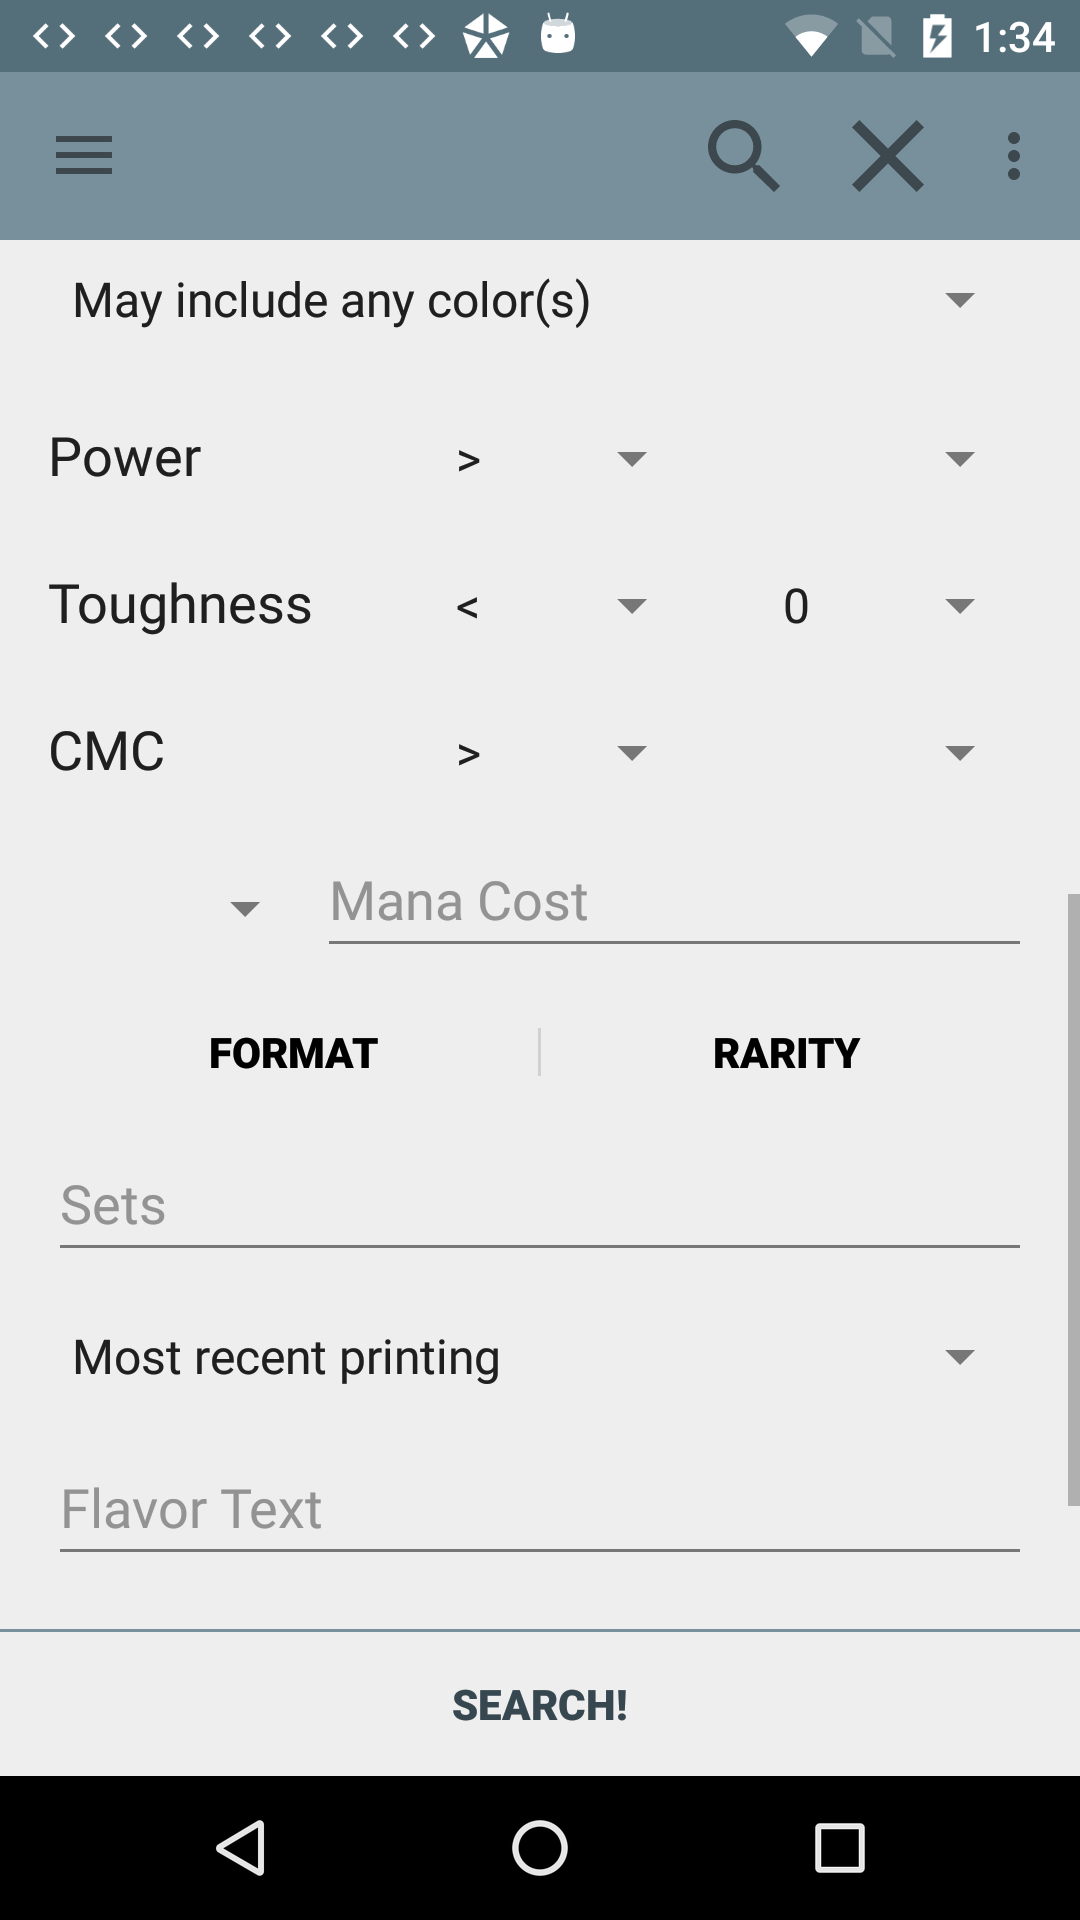 1:34
May include any color(s)
Power > 
Toughness < 0
CMC >
Mana Cost
FORMAT RARITY
Sets
Most recent printing
Flavor Text
SEARCH!